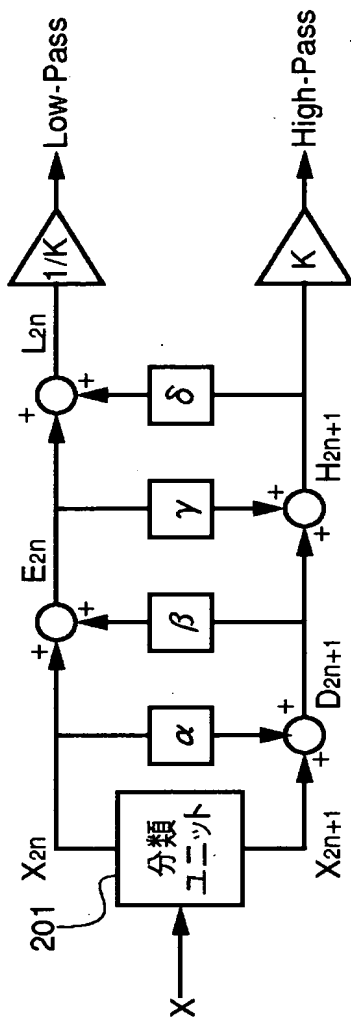 X
201
分類
ユニット
X2n
X2n+1
α
β
γ
δ
+
+
+
+
+
+
+
+
D2n+1
E2n
H2n+1
L2n
1/K
K
Low-Pass
High-Pass